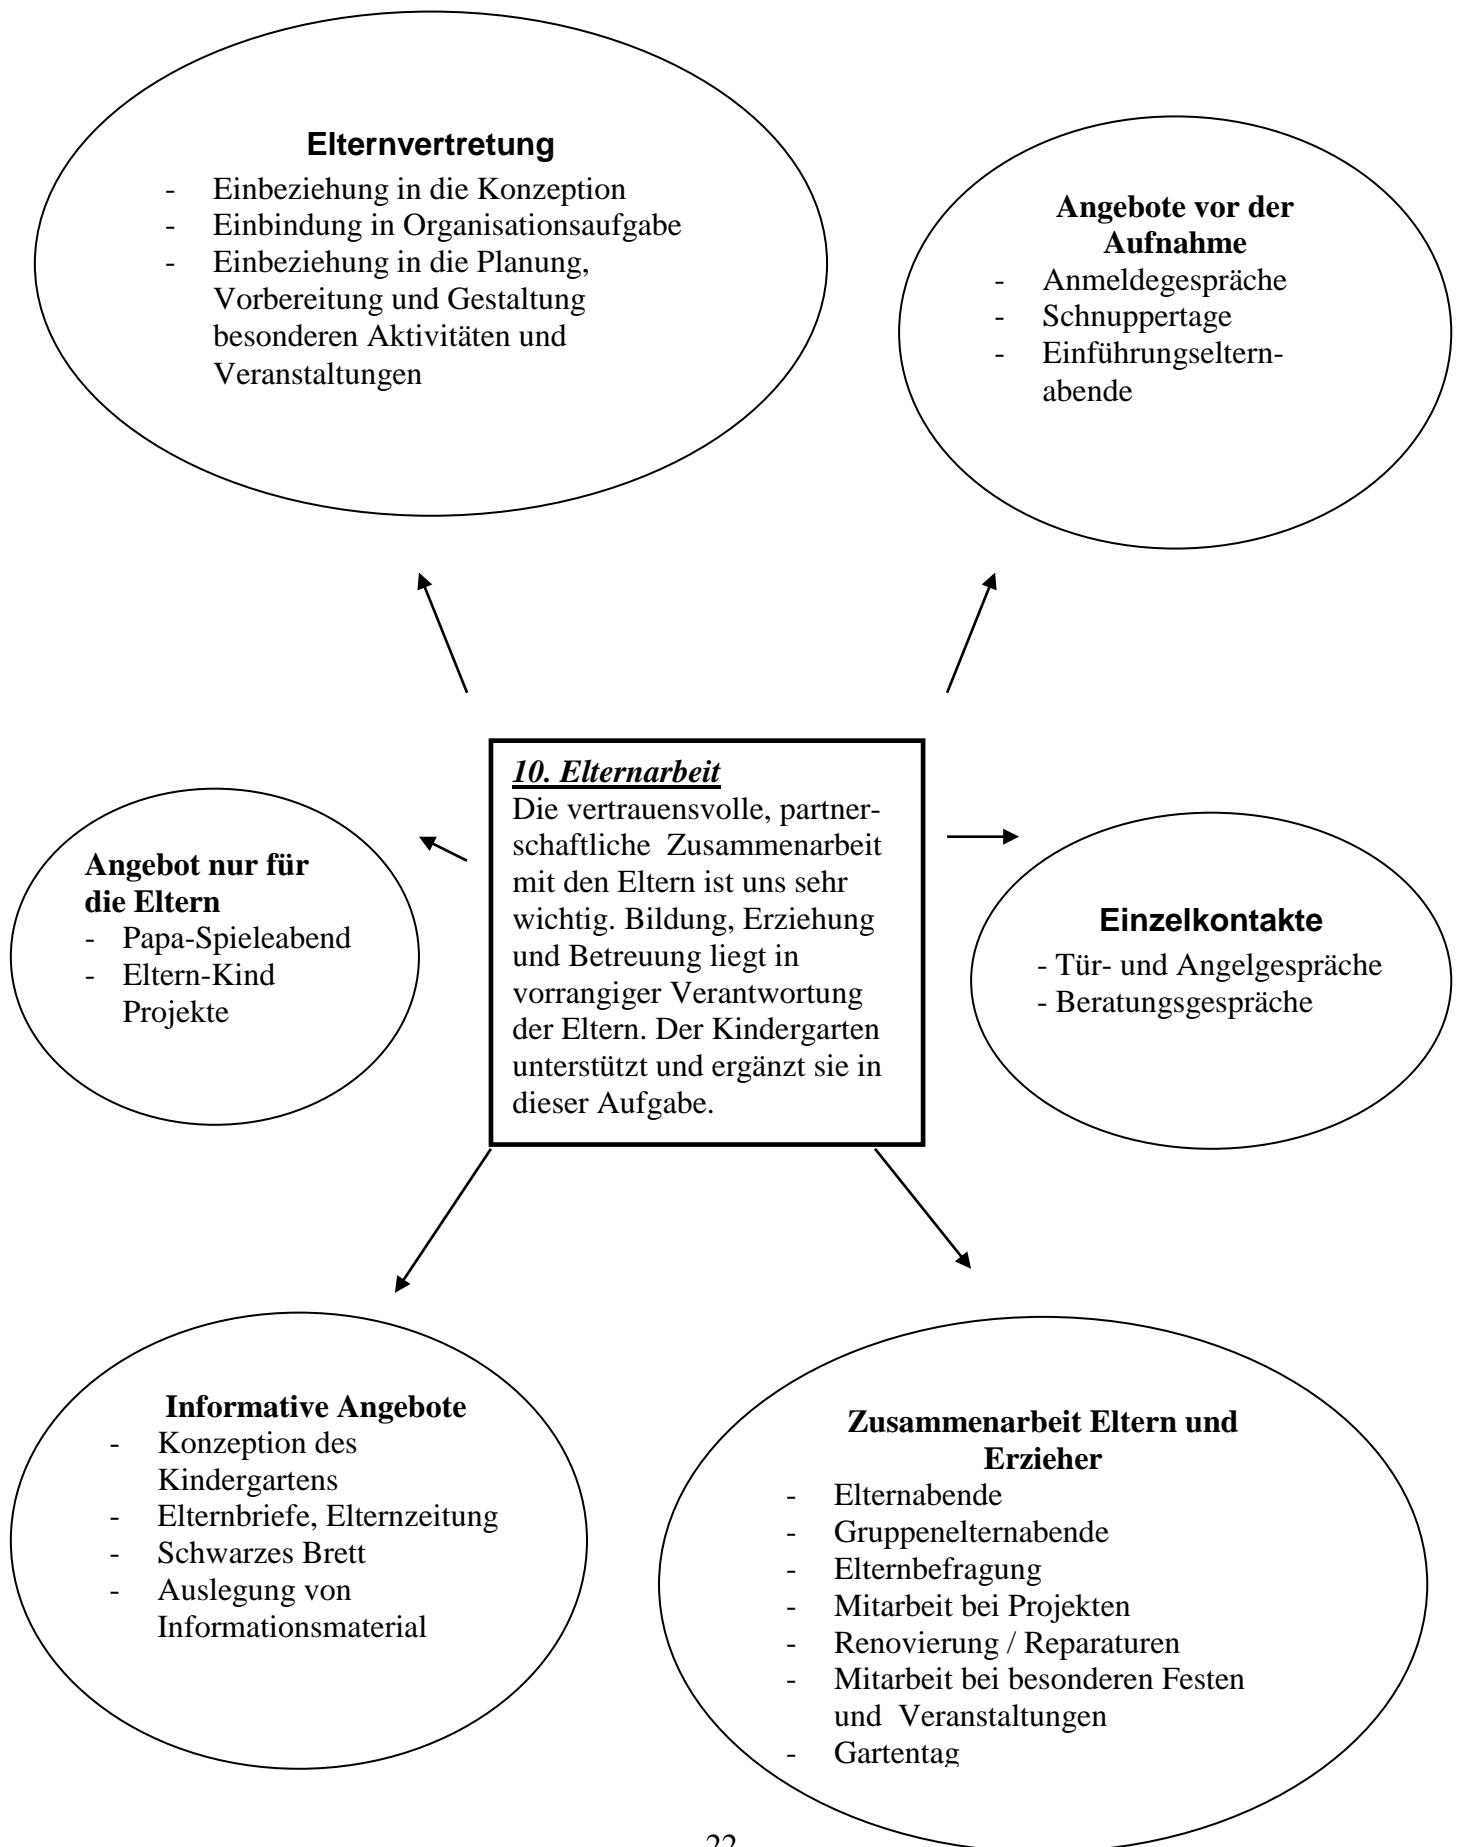 Elternvertretung
- Einbeziehung in die Konzeption
- Einbindung in Organisationsaufgabe
- Einbeziehung in die Planung,
Vorbereitung und Gestaltung
besonderen Aktivitäten und
Veranstaltungen
Angebote vor der
Aufnahme
- Anmeldegespräche
- Schnuppertage
- Einführungseltern-
abende
10. Elternarbeit
Die vertrauensvolle, partner-
schaftliche Zusammenarbeit
mit den Eltern ist uns sehr
wichtig. Bildung, Erziehung
und Betreuung liegt in
vorrangiger Verantwortung
der Eltern. Der Kindergarten
unterstützt und ergänzt sie in
dieser Aufgabe.
Angebot nur für
die Eltern
- Papa-Spieleabend
- Eltern-Kind
Projekte
Einzelkontakte
- Tür- und Angelgespräche
- Beratungsgespräche
Informative Angebote
- Konzeption des
Kindergartens
- Elternbriefe, Elternzeitung
- Schwarzes Brett
- Auslegung von
Informationsmaterial
Zusammenarbeit Eltern und
Erzieher
- Elternabende
- Gruppenelternabende
- Elternbefragung
- Mitarbeit bei Projekten
- Renovierung / Reparaturen
- Mitarbeit bei besonderen Festen
und Veranstaltungen
- Gartentag
22